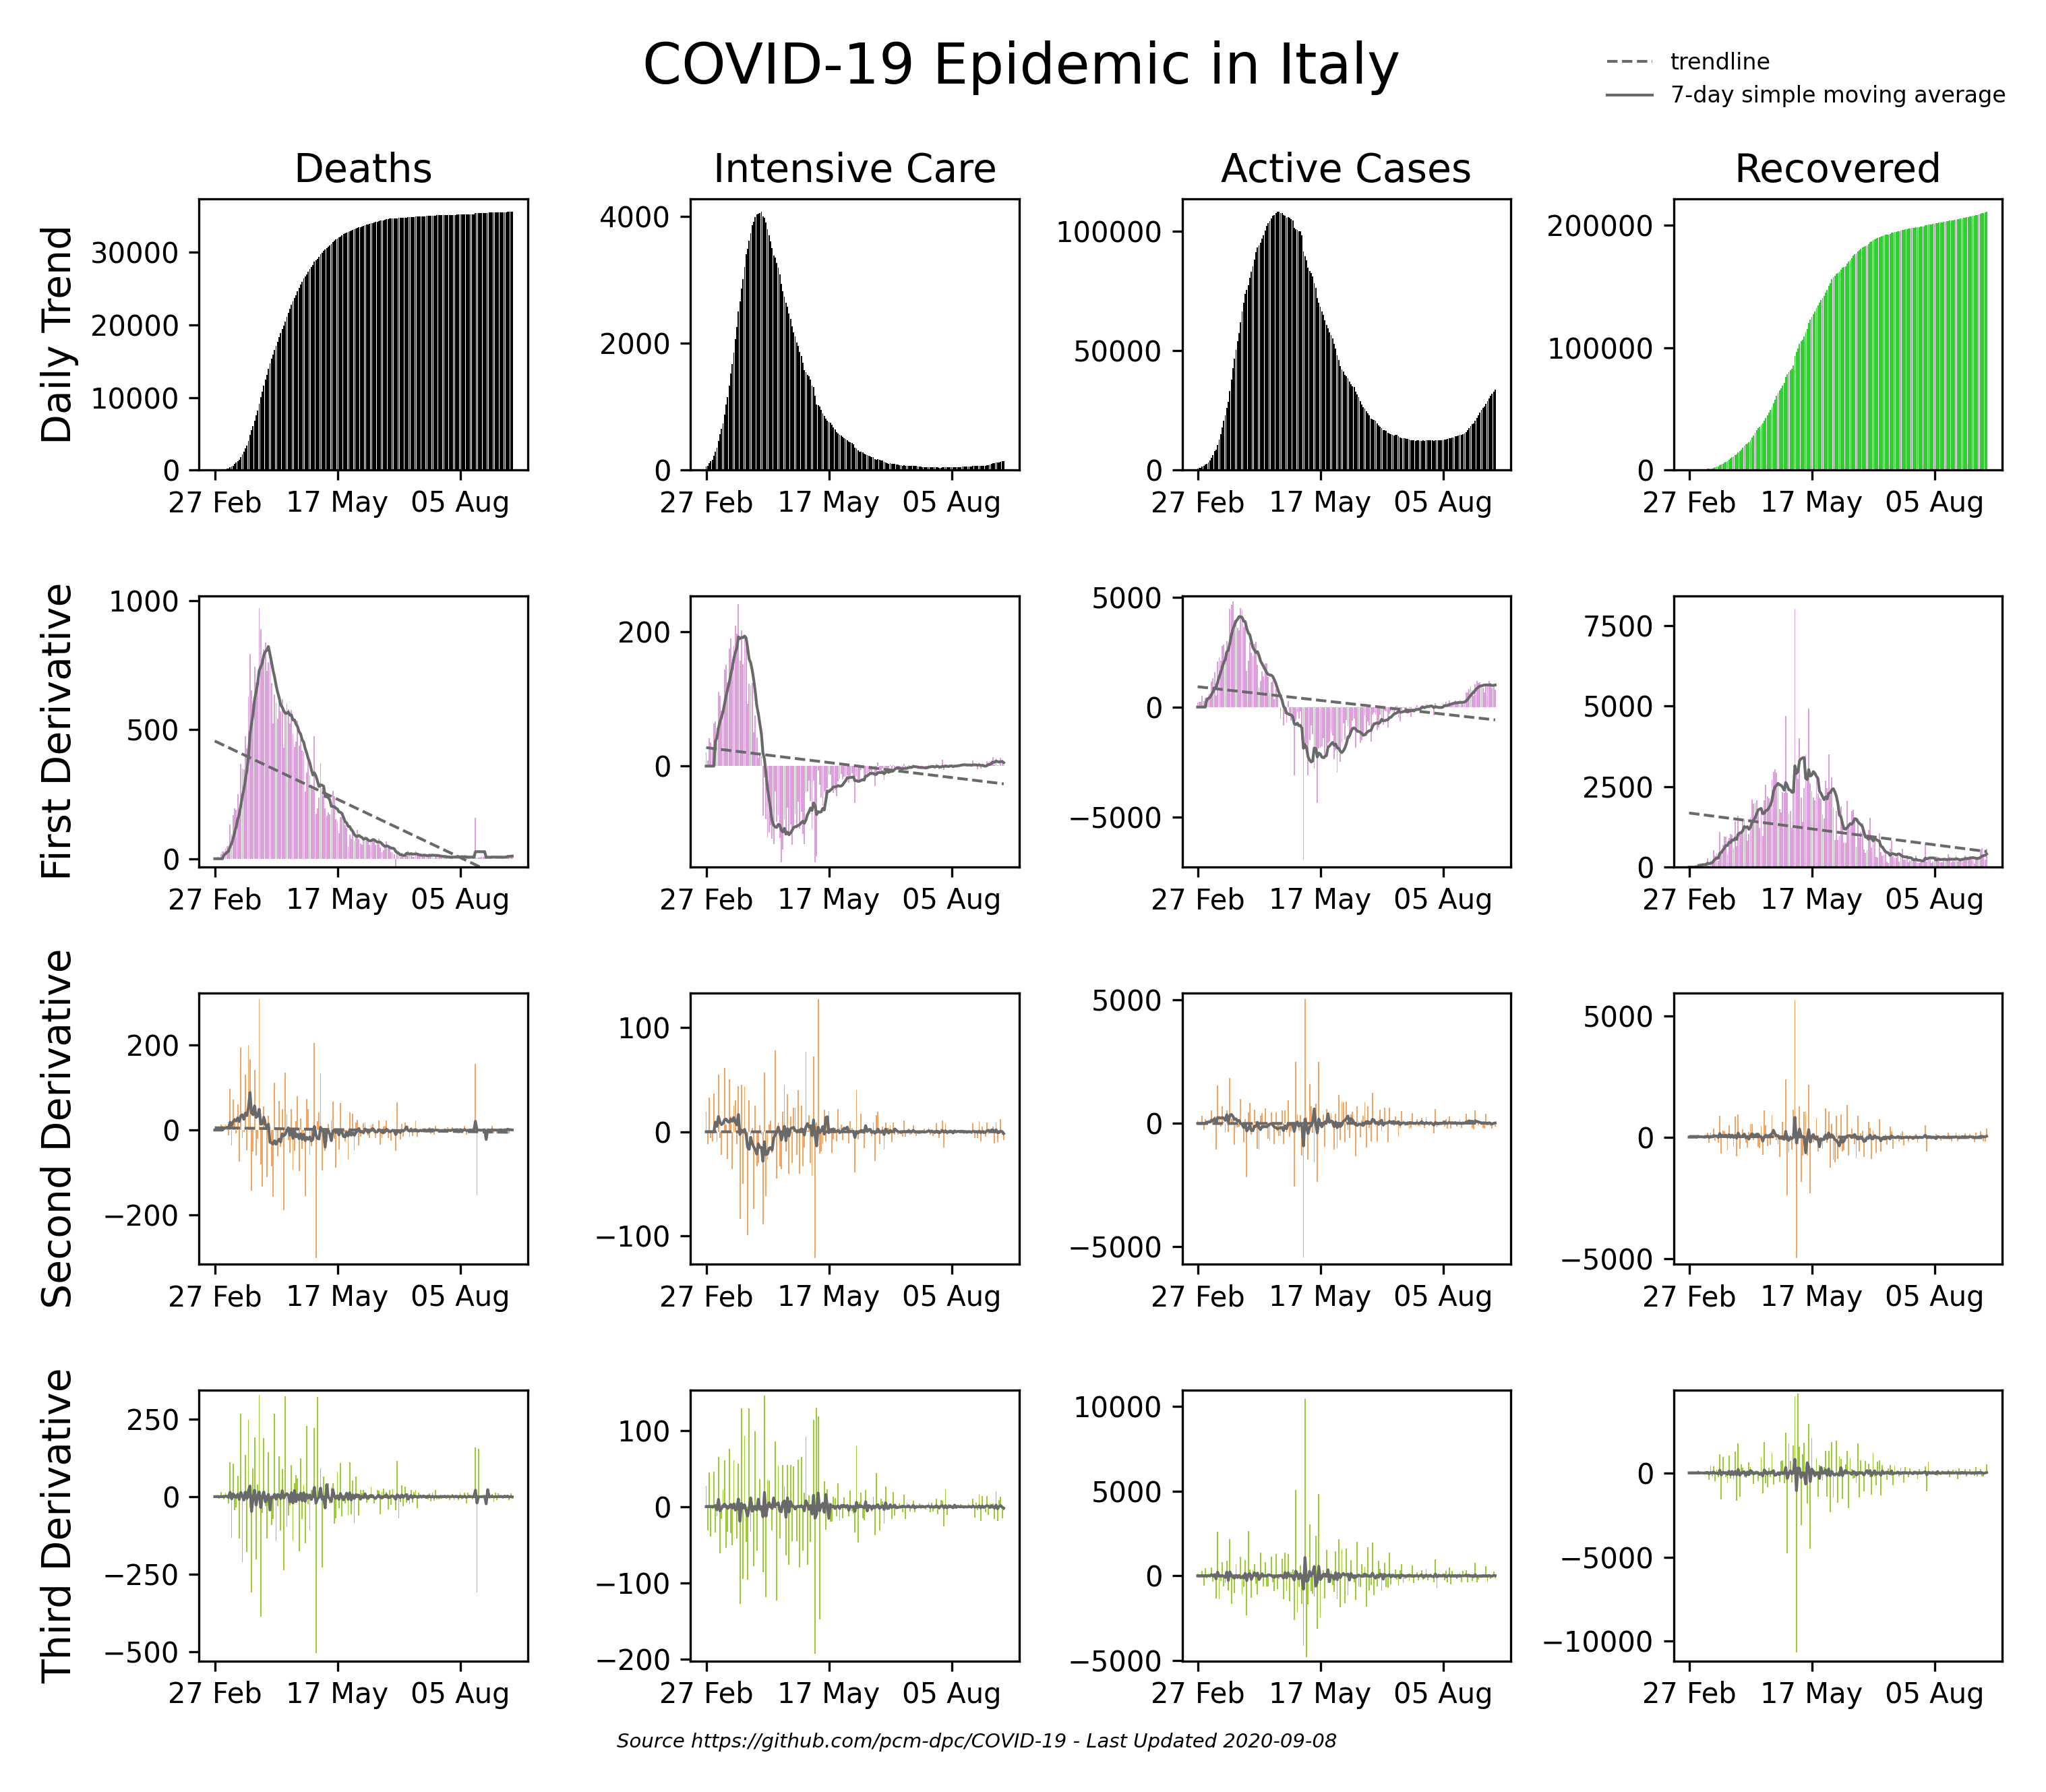 COVID-19 Epidemic in Italy
trendline
7-day simple moving average
Deaths
Intensive Care
Active Cases
Recovered
Daily Trend
30000
20000
10000
0
27 Feb 17 May 05 Aug
4000
2000
0
27 Feb 17 May 05 Aug
100000
50000
0
27 Feb 17 May 05 Aug
200000
100000
0
27 Feb 17 May 05 Aug
First Derivative
1000
500
0
27 Feb 17 May 05 Aug
200
0
27 Feb 17 May 05 Aug
5000
0
−5000
27 Feb 17 May 05 Aug
7500
5000
2500
0
27 Feb 17 May 05 Aug
Second Derivative
200
0
−200
27 Feb 17 May 05 Aug
100
0
−100
27 Feb 17 May 05 Aug
5000
0
−5000
27 Feb 17 May 05 Aug
5000
0
−5000
27 Feb 17 May 05 Aug
Third Derivative
250
0
−250
−500
27 Feb 17 May 05 Aug
100
0
−100
−200
27 Feb 17 May 05 Aug
10000
5000
0
−5000
27 Feb 17 May 05 Aug
0
−5000
−10000
27 Feb 17 May 05 Aug
Source https://github.com/pcm-dpc/COVID-19 - Last Updated 2020-09-08